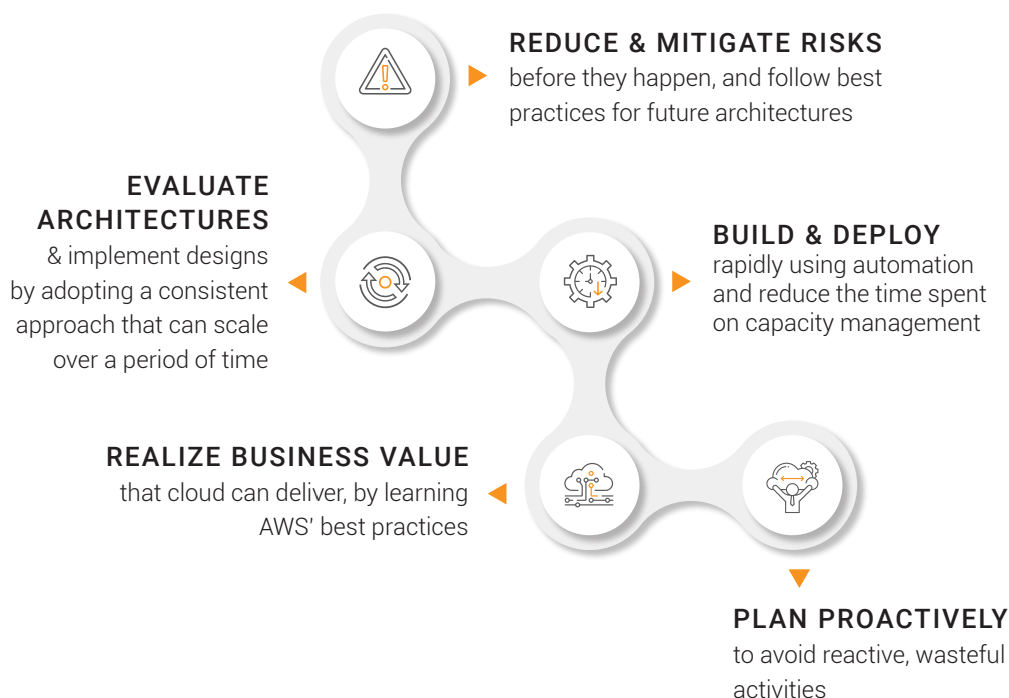 REDUCE & MITIGATE RISKS
before they happen, and follow best
practices for future architectures
EVALUATE
ARCHITECTURES
& implement designs
by adopting a consistent
approach that can scale
over a period of time
BUILD & DEPLOY
rapidly using automation
and reduce the time spent
on capacity management
REALIZE BUSINESS VALUE
that cloud can deliver, by learning
AWS’ best practices
PLAN PROACTIVELY
to avoid reactive, wasteful
activities